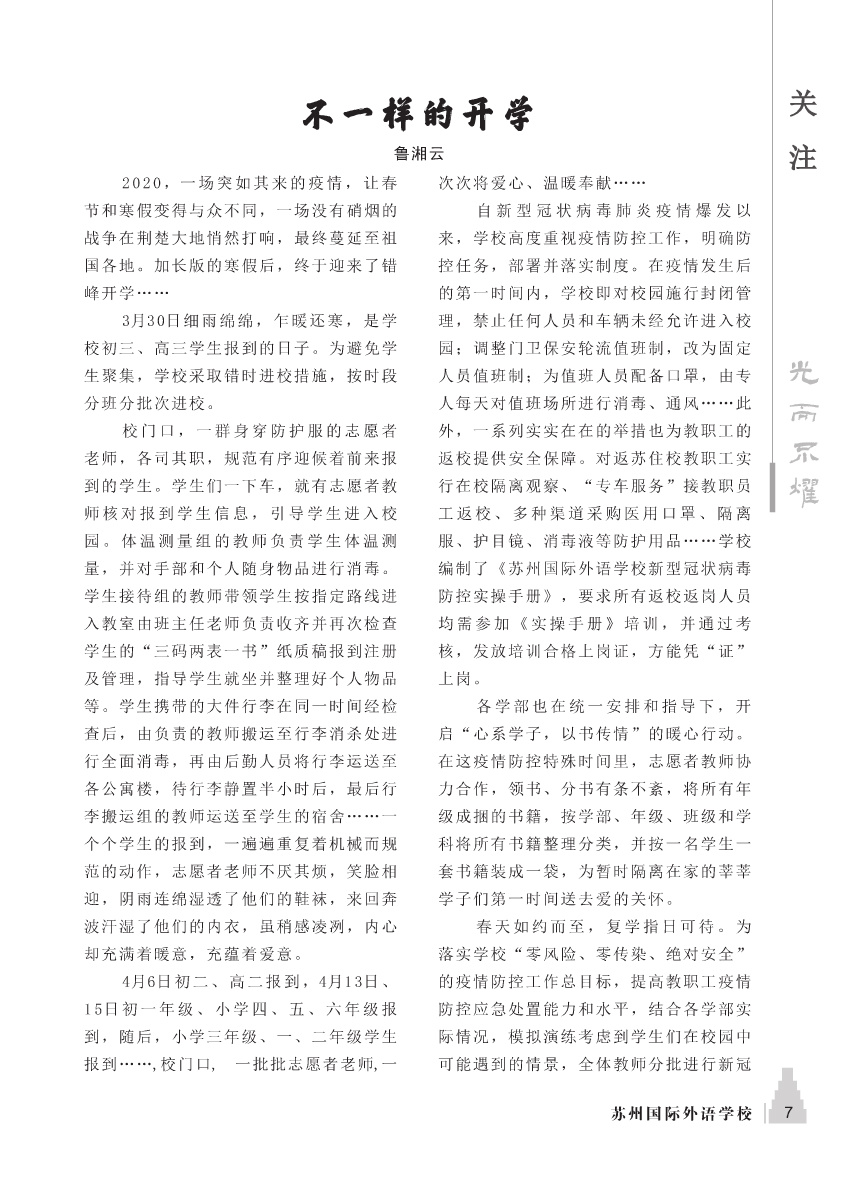 不一样的开学
鲁湘云
2020，一场突如其来的疫情，让春
节和寒假变得与众不同，一场没有硝烟的
战争在荆楚大地悄然打响，最终蔓延至祖
国各地。加长版的寒假后，终于迎来了错
峰开学……
3月30日细雨绵绵，乍暖还寒，是学
校初三、高三学生报到的日子。为避免学
生聚集，学校采取错时进校措施，按时段
分班分批次进校。
校门口，一群身穿防护服的志愿者
老师，各司其职，规范有序迎候着前来报
到的学生。学生们一下车，就有志愿者教
师核对报到学生信息，引导学生进入校
园。体温测量组的教师负责学生体温测
量，并对手部和个人随身物品进行消毒。
学生接待组的教师带领学生按指定路线进
入教室由班主任老师负责收齐并再次检查
学生的“三码两表一书”纸质稿报到注册
及管理，指导学生就坐并整理好个人物品
等。学生携带的大件行李在同一时间经检
查后，由负责的教师搬运至行李消杀处进
行全面消毒，再由后勤人员将行李运送至
各公寓楼，待行李静置半小时后，最后行
李搬运组的教师运送至学生的宿舍……一
个个学生的报到，一遍遍重复着机械而规
范的动作，志愿者老师不厌其烦，笑脸相
迎，阴雨连绵湿透了他们的鞋袜，来回奔
波汗湿了他们的内衣，虽稍感凌冽，内心
却充满着暖意，充蕴着爱意。
4月6日初二、高二报到，4月13日、
15日初一年级、小学四、五、六年级报
到，随后，小学三年级、一、二年级学生
报到……,校门口， 一批批志愿者老师,一
次次将爱心、温暖奉献……
自新型冠状病毒肺炎疫情爆发以
来，学校高度重视疫情防控工作，明确防
控任务，部署并落实制度。在疫情发生后
的第一时间内，学校即对校园施行封闭管
理，禁止任何人员和车辆未经允许进入校
园；调整门卫保安轮流值班制，改为固定
人员值班制；为值班人员配备口罩，由专
人每天对值班场所进行消毒、通风……此
外，一系列实实在在的举措也为教职工的
返校提供安全保障。对返苏住校教职工实
行在校隔离观察、“专车服务”接教职员
工返校、多种渠道采购医用口罩、隔离
服、护目镜、消毒液等防护用品……学校
编制了《苏州国际外语学校新型冠状病毒
防控实操手册》，要求所有返校返岗人员
均需参加《实操手册》培训，并通过考
核，发放培训合格上岗证，方能凭“证”
上岗。
各学部也在统一安排和指导下，开
启“心系学子，以书传情”的暖心行动。
在这疫情防控特殊时间里，志愿者教师协
力合作，领书、分书有条不紊，将所有年
级成捆的书籍，按学部、年级、班级和学
科将所有书籍整理分类，并按一名学生一
套书籍装成一袋，为暂时隔离在家的莘莘
学子们第一时间送去爱的关怀。
春天如约而至，复学指日可待。为
落实学校“零风险、零传染、绝对安全”
的疫情防控工作总目标，提高教职工疫情
防控应急处置能力和水平，结合各学部实
际情况，模拟演练考虑到学生们在校园中
可能遇到的情景，全体教师分批进行新冠
关
注
光
而
不
耀
苏州国际外语学校 7